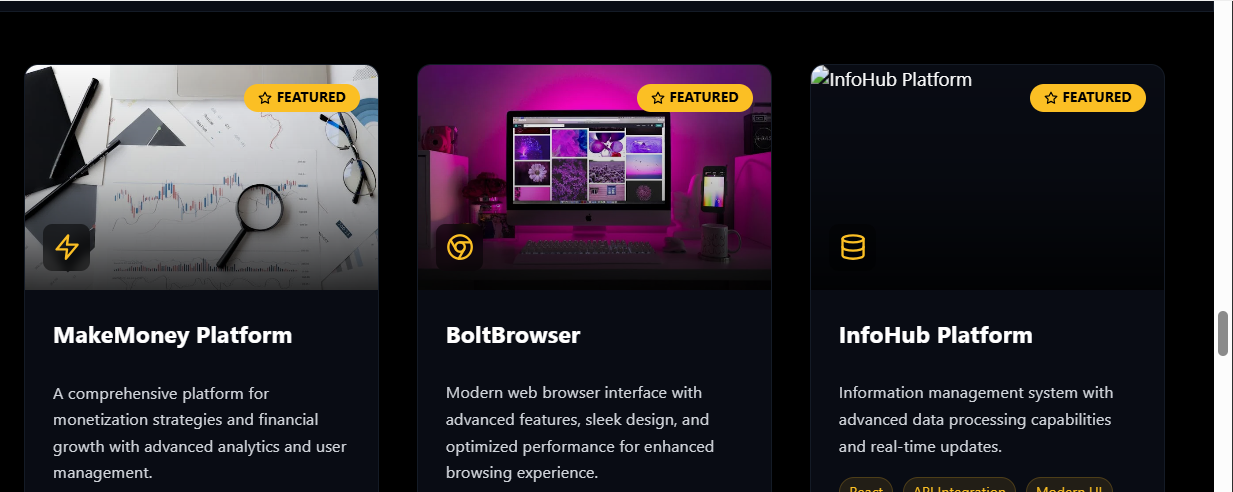 FEATURED
FEATURED
InfoHub Platform
FEATURED
MakeMoney Platform
A comprehensive platform for
monetization strategies and financial
growth with advanced analytics and user
management.
BoltBrowser
Modern web browser interface with
advanced features, sleek design, and
optimized performance for enhanced
browsing experience.
InfoHub Platform
Information management system with
advanced data processing capabilities
and real-time updates.
React
API Integration
Modern UI